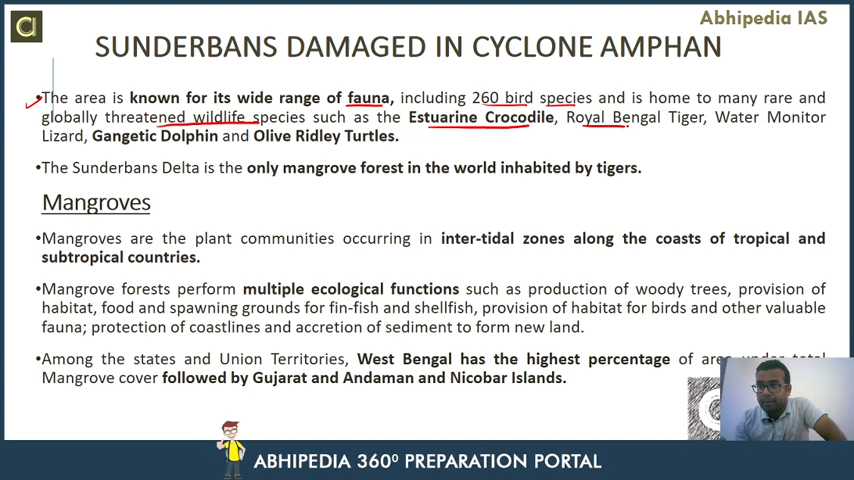 Abhipedia IAS
SUNDERBANS DAMAGED IN CYCLONE AMPHAN
•The area is known for its wide range of fauna, including 260 bird species and is home to many rare and
globally threatened wildlife species such as the Estuarine Crocodile, Royal Bengal Tiger, Water Monitor
Lizard, Gangetic Dolphin and Olive Ridley Turtles.
•The Sunderbans Delta is the only mangrove forest in the world inhabited by tigers.
Mangroves
•Mangroves are the plant communities occurring in inter-tidal zones along the coasts of tropical and
subtropical countries.
•Mangrove forests perform multiple ecological functions such as production of woody trees, provision of
habitat, food and spawning grounds for fin-fish and shellfish, provision of habitat for birds and other valuable
fauna; protection of coastlines and accretion of sediment to form new land.
•Among the states and Union Territories, West Bengal has the highest percentage of area under total
Mangrove cover followed by Gujarat and Andaman and Nicobar Islands.
ABHIPEDIA 360⁰ PREPARATION PORTAL